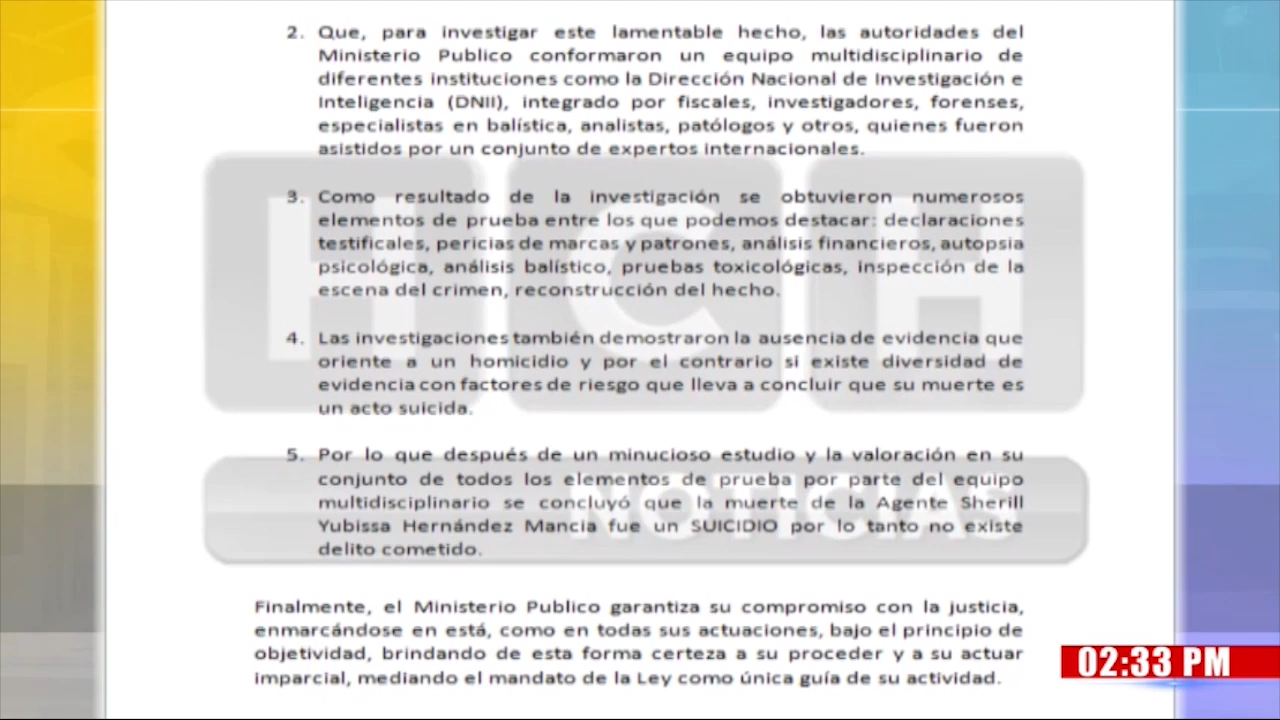 2. Que, para investigar este lamentable hecho, las autoridades del
Ministerio Publico conformaron un equipo multidisciplinario de
diferentes instituciones como la Dirección Nacional de Investigación e
Inteligencia (DNII), integrado por fiscales, investigadores, forenses,
especialistas en balística, analistas, patólogos y otros, quienes fueron
asistidos por un conjunto de expertos internacionales.
3. Como resultado de la investigación se obtuvieron numerosos
elementos de prueba entre los que podemos destacar: declaraciones
testificales, pericias de marcas y patrones, análisis financieros, autopsia
psicológica, análisis balístico, pruebas toxicológicas, inspección de la
escena del crimen, reconstrucción del hecho.
4. Las investigaciones también demostraron la ausencia de evidencia que
oriente a un homicidio y por el contrario si existe diversidad de
evidencia con factores de riesgo que lleva a concluir que su muerte es
un acto suicida.
5. Por lo que después de un minucioso estudio y la valoración en su
conjunto de todos los elementos de prueba por parte del equipo
multidisciplinario se concluyó que la muerte de la Agente Sherill
Yubissa Hernández Mancia fue un SUICIDIO por lo tanto no existe
delito cometido.
Finalmente, el Ministerio Publico garantiza su compromiso con la justicia,
enmarcándose en está, como en todas sus actuaciones, bajo el principio de
objetividad, brindando de esta forma certeza a su proceder y a su actuar
imparcial, mediando el mandato de la Ley como única guía de su actividad.
HCH
NOTICIAS
02:33 PM